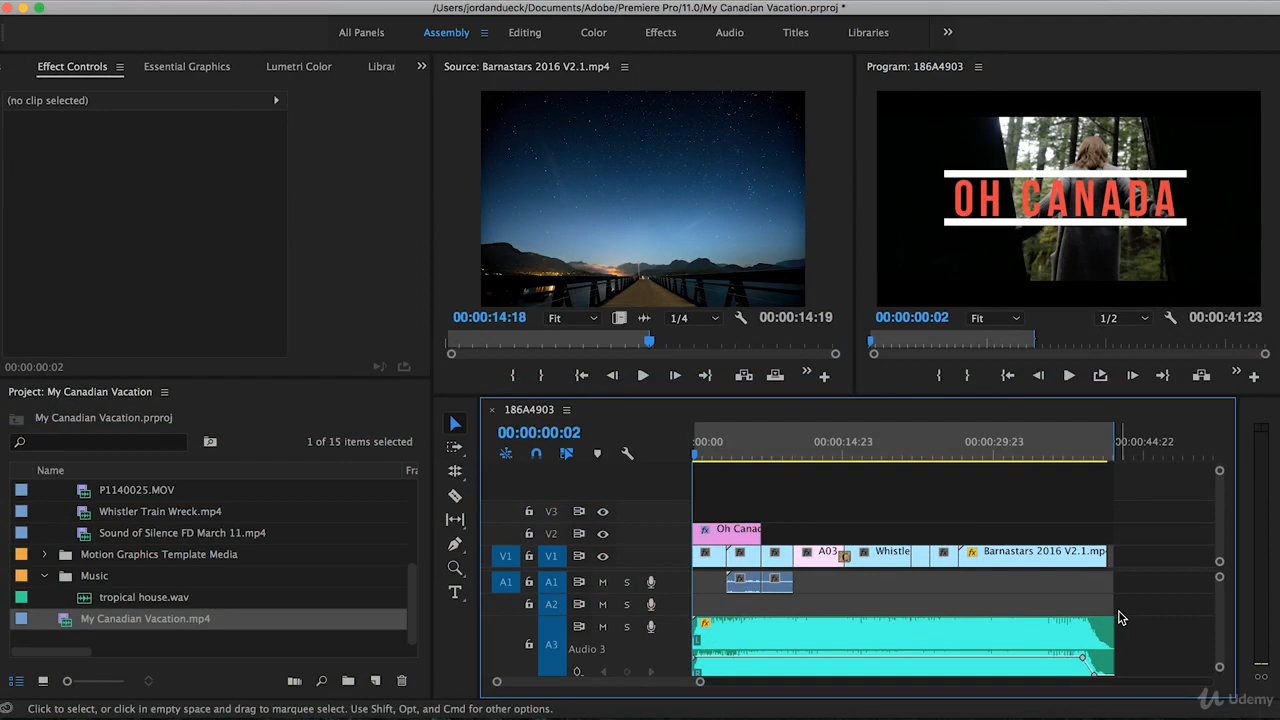 /Users/jordandueck/Documents/Adobe/Premiere Pro/11.0/My Canadian Vacation.prproj *
All Panels Assembly Editing Color Effects Audio Titles Libraries
Effect Controls Essential Graphics Lumetri Color Librar
(no clip selected)
00:00:00:02
Source: Barnastars 2016 V2.1.mp4
00:00:14:18 Fit 1/4 00:00:14:19
Program: 186A4903
OH CANADA
00:00:00:02 Fit 1/2 00:00:41:23
Project: My Canadian Vacation
My Canadian Vacation.prproj
1 of 15 items selected
Name Fra
P1140025.MOV
Whistler Train Wreck.mp4
Sound of Silence FD March 11.mp4
Motion Graphics Template Media
Music
tropical house.wav
My Canadian Vacation.mp4
186A4903
00:00:00:02
:00:00 00:00:14:23 00:00:29:23 00:00:44:22
V3
V2 Oh Canad
V1 V1 A03 Whistle Barnastars 2016 V2.1.mp4
A1 A1 M S
A2 M S
A3 M S
Audio 3
L
R
Click to select, or click in empty space and drag to marquee select. Use Shift, Opt, and Cmd for other options.
Udemy